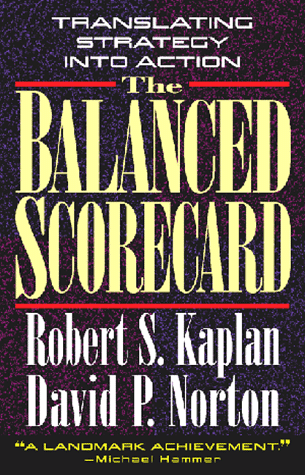 TRANSLATING
STRATEGY
INTO ACTION
The
BALANCED
SCORECARD
Robert S. Kaplan
David P. Norton
"A LANDMARK ACHIEVEMENT."
—Michael Hammer